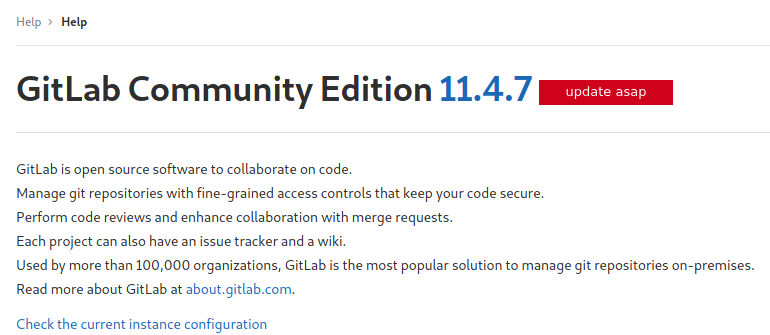 Help › Help
GitLab Community Edition 11.4.7 update asap
GitLab is open source software to collaborate on code.
Manage git repositories with fine-grained access controls that keep your code secure.
Perform code reviews and enhance collaboration with merge requests.
Each project can also have an issue tracker and a wiki.
Used by more than 100,000 organizations, GitLab is the most popular solution to manage git repositories on-premises.
Read more about GitLab at about.gitlab.com.
Check the current instance configuration